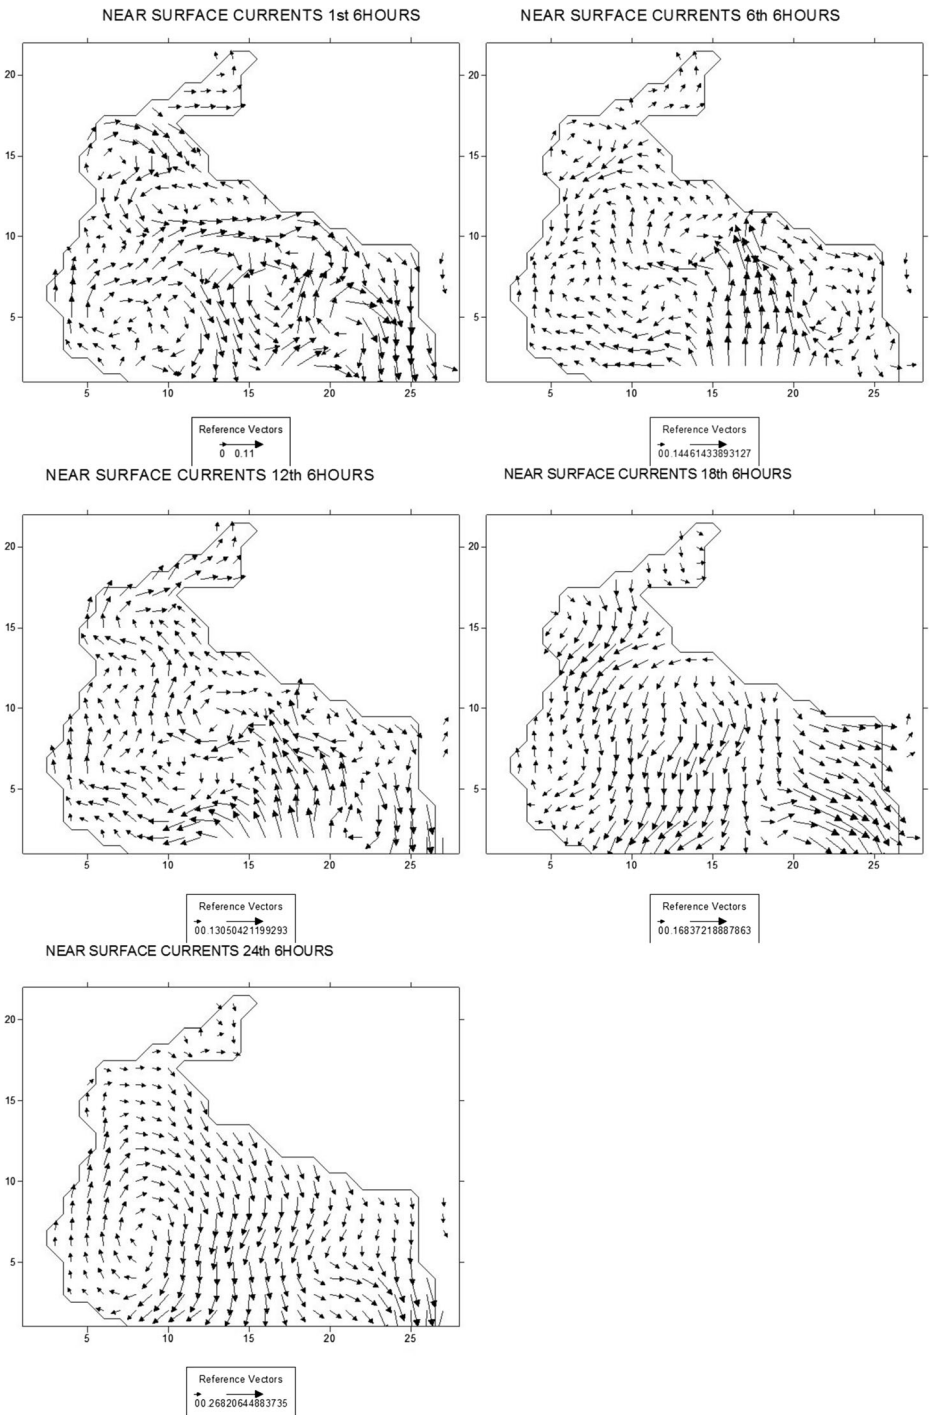 NEAR SURFACE CURRENTS 1st 6HOURS
NEAR SURFACE CURRENTS 6th 6HOURS
20
15
10
5
5 10 15 20 25
20
15
10
5
5 10 15 20 25
Reference Vectors
0 0.11
Reference Vectors
00.14461433893127
NEAR SURFACE CURRENTS 12th 6HOURS
NEAR SURFACE CURRENTS 18th 6HOURS
20
15
10
5
5 10 15 20 25
20
15
10
5
5 10 15 20 25
Reference Vectors
00.13050421199293
Reference Vectors
00.16837218887863
NEAR SURFACE CURRENTS 24th 6HOURS
20
15
10
5
5 10 15 20 25
Reference Vectors
00.26820644883735